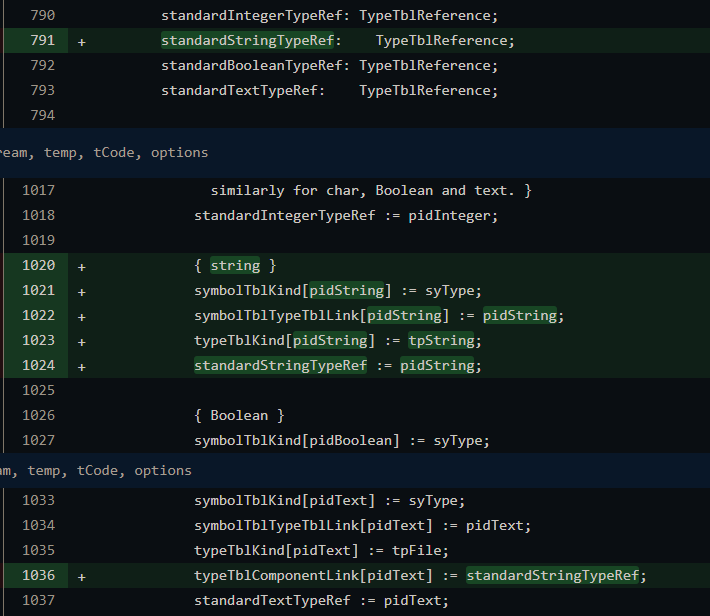 790 standardIntegerTypeRef: TypeTblReference;
791 + standardStringTypeRef: TypeTblReference;
792 standardBooleanTypeRef: TypeTblReference;
793 standardTextTypeRef: TypeTblReference;
794
ream, temp, tCode, options
1017 similarly for char, Boolean and text. }
1018 standardIntegerTypeRef := pidInteger;
1019
1020 + { string }
1021 + symbolTblKind[pidString] := syType;
1022 + symbolTblTypeTblLink[pidString] := pidString;
1023 + typeTblKind[pidString] := tpString;
1024 + standardStringTypeRef := pidString;
1025
1026 { Boolean }
1027 symbolTblKind[pidBoolean] := syType;
am, temp, tCode, options
1033 symbolTblKind[pidText] := syType;
1034 symbolTblTypeTblLink[pidText] := pidText;
1035 typeTblKind[pidText] := tpFile;
1036 + typeTblComponentLink[pidText] := standardStringTypeRef;
1037 standardTextTypeRef := pidText;